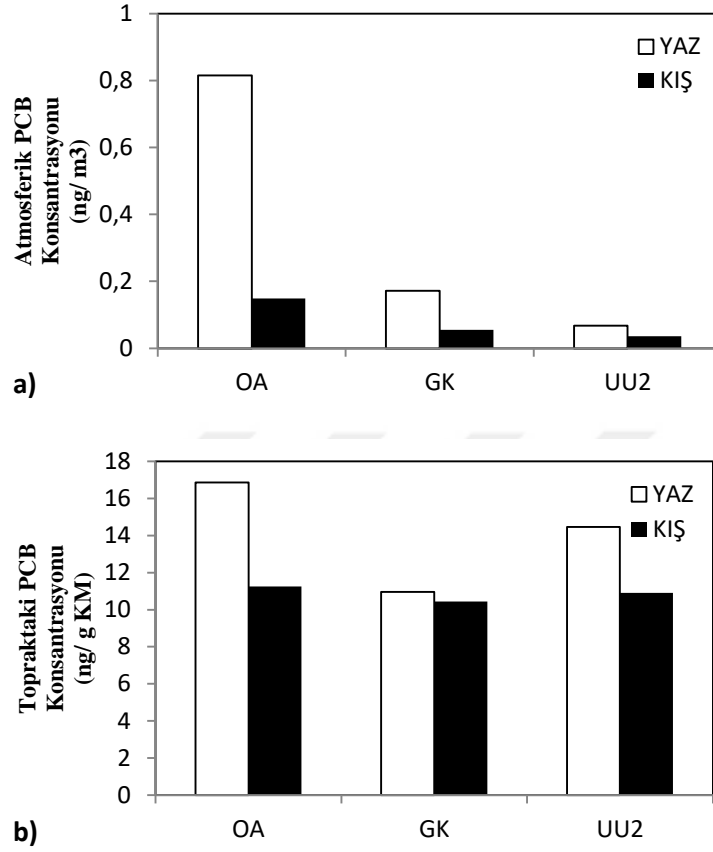 Atmosferik PCB
Konsantrasyonu
(ng/ m3)
1
0,8
0,6
0,4
0,2
0
YAZ
KIŞ
OA GK UU2
a)
Topraktaki PCB
Konsantrasyonu
(ng/ g KM)
18
16
14
12
10
8
6
4
2
0
YAZ
KIŞ
OA GK UU2
b)